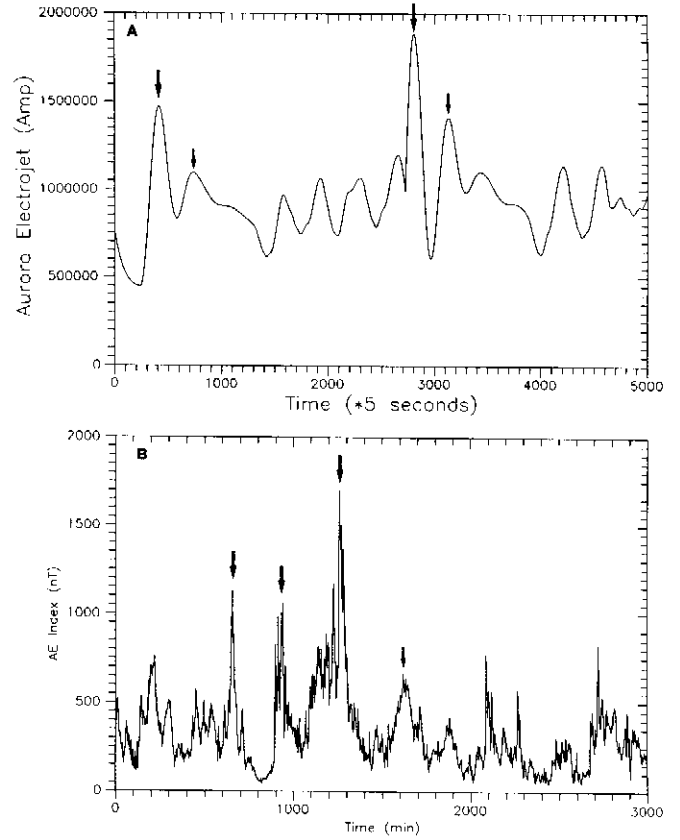 A
2000000
1500000
1000000
500000
0
Aurora Electrojet (Amp)
0 1000 2000 3000 4000 5000
Time (*5 seconds)
B
2000
1500
1000
500
0
AE Index (nT)
0 1000 2000 3000
Time (min)